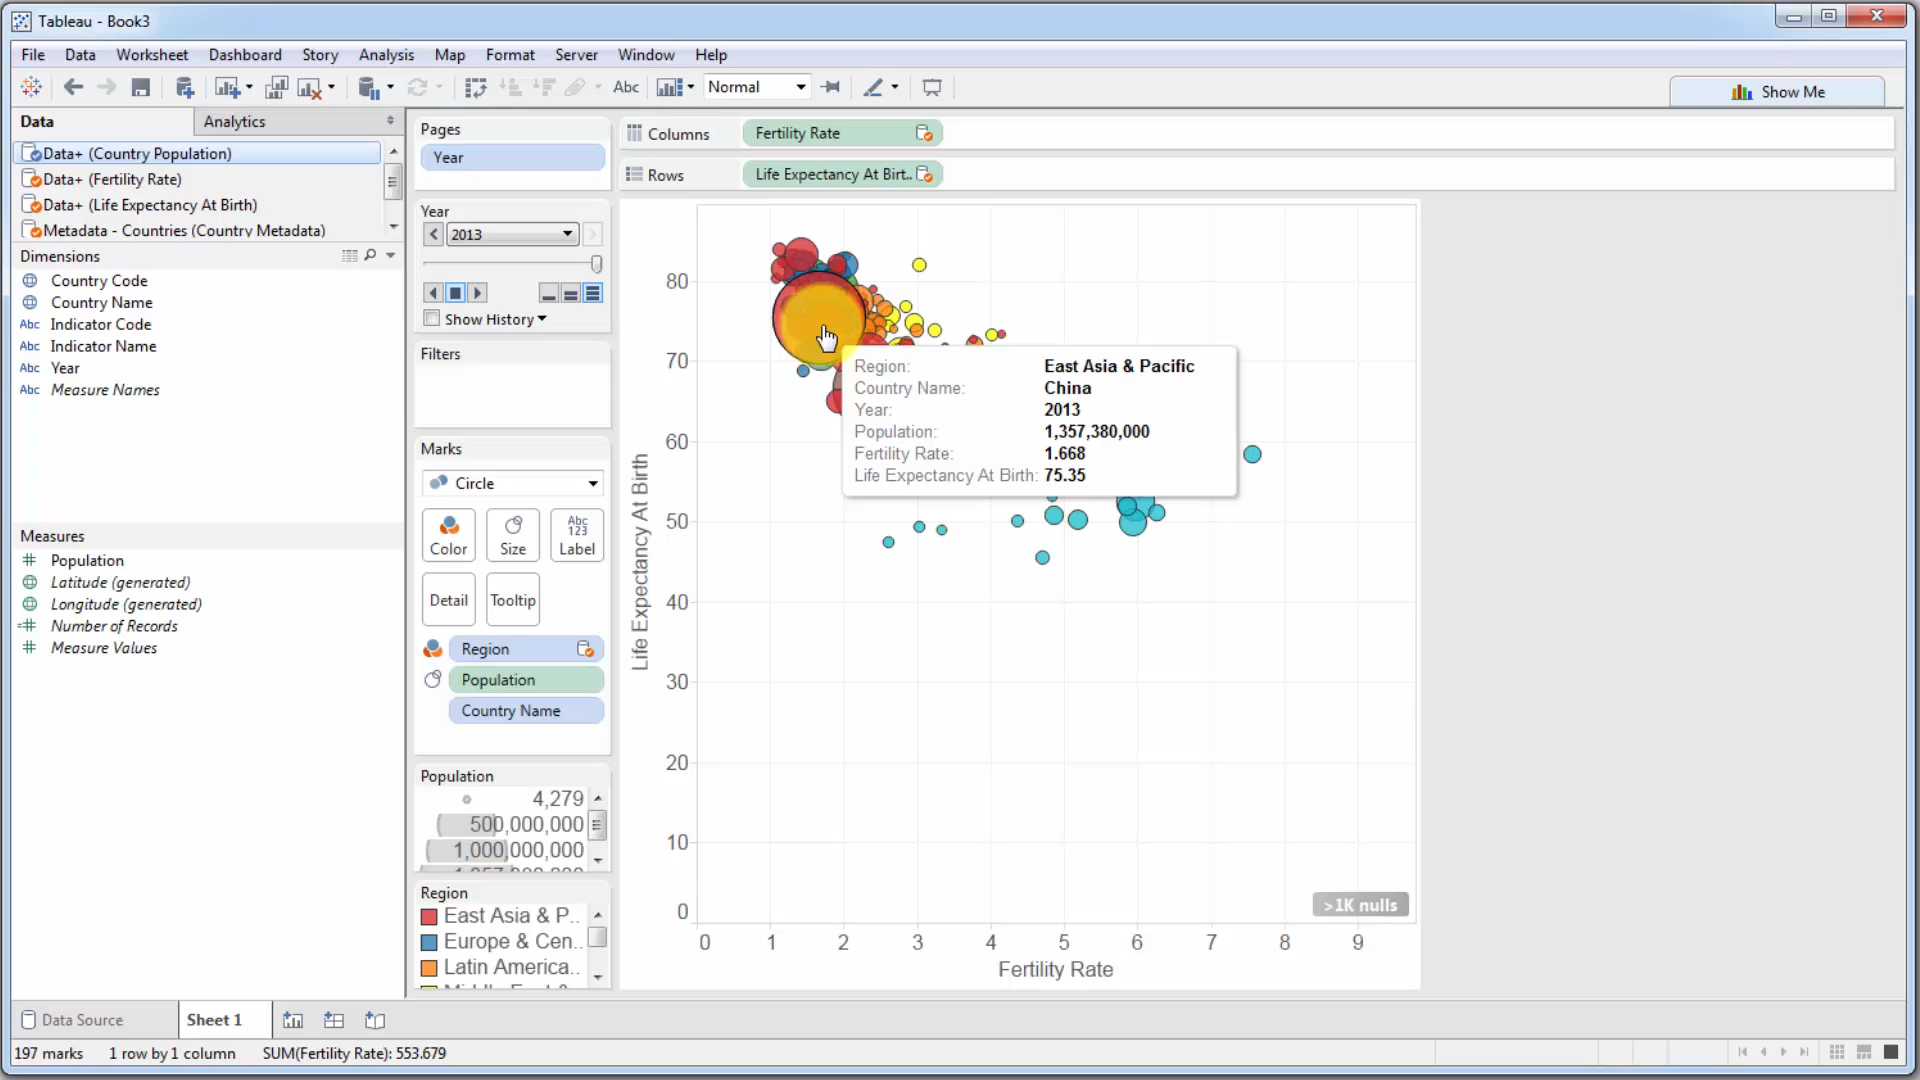 Tableau - Book3
File Data Worksheet Dashboard Story Analysis Map Format Server Window Help
Abc Normal Show Me
Data Analytics
Data+ (Country Population)
Data+ (Fertility Rate)
Data+ (Life Expectancy At Birth)
Metadata - Countries (Country Metadata)
Dimensions
Country Code
Country Name
Abc Indicator Code
Abc Indicator Name
Abc Year
Abc Measure Names
Measures
Population
Latitude (generated)
Longitude (generated)
Number of Records
Measure Values
Pages
Year
Year
2013
Show History
Filters
Marks
Circle
Color
Size
Abc
123
Label
Detail
Tooltip
Region
Population
Country Name
Population
4,279
500,000,000
1,000,000,000
Region
East Asia & P..
Europe & Cen..
Latin America..
Columns Fertility Rate
Rows Life Expectancy At Birt..
Life Expectancy At Birth
80
70
60
50
40
30
20
10
0
Region: East Asia & Pacific
Country Name: China
Year: 2013
Population: 1,357,380,000
Fertility Rate: 1.668
Life Expectancy At Birth: 75.35
>1K nulls
0 1 2 3 4 5 6 7 8 9
Fertility Rate
Data Source Sheet 1
197 marks 1 row by 1 column SUM(Fertility Rate): 553.679